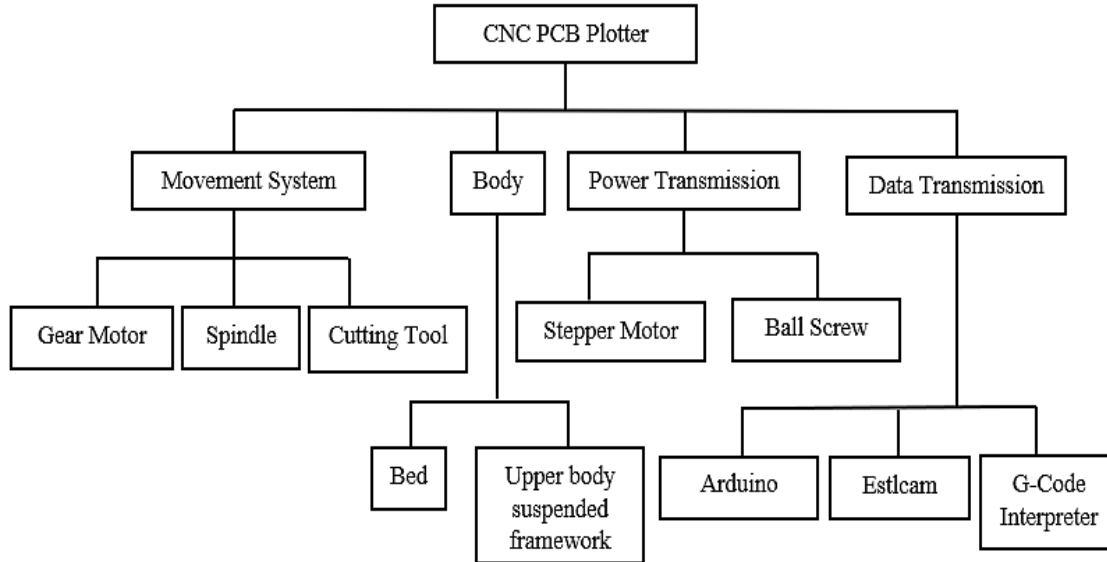 CNC PCB Plotter
Movement System
Body
Power Transmission
Data Transmission
Gear Motor
Spindle
Cutting Tool
Stepper Motor
Ball Screw
Bed
Upper body
suspended
framework
Arduino
Estlcam
G-Code
Interpreter